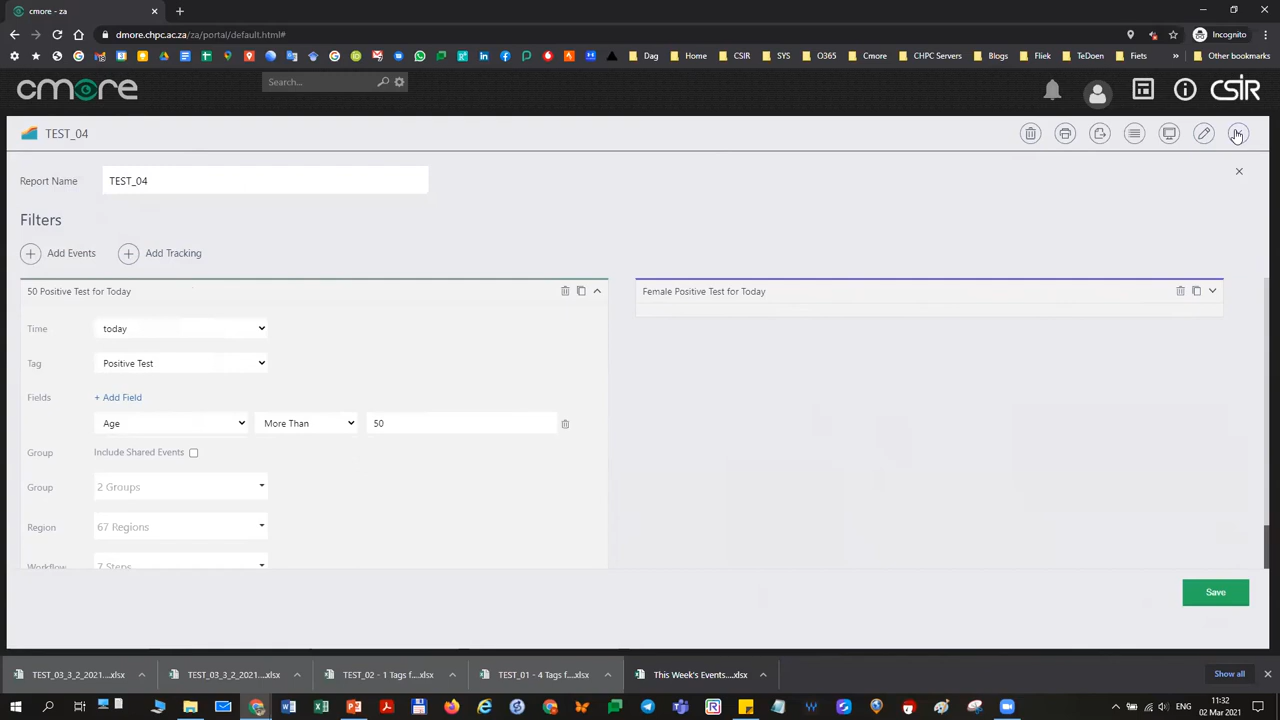 cmore - za
dmore.chpc.ac.za/za/portal/default.html#
Incognito
Dag
Home
CSIR
SYS
O365
Cmore
CHPC Servers
Blogs
Fliek
TeDoen
Fiets
»
Other bookmarks
cmore
Search...
CSIR
TEST_04
Report Name
TEST_04
Filters
Add Events
Add Tracking
50 Positive Test for Today
Female Positive Test for Today
Time
today
Tag
Positive Test
Fields
+ Add Field
Age
More Than
50
Group
Include Shared Events
Group
2 Groups
Region
67 Regions
Workflow
7 Steps
Save
TEST_03_3_2_2021....xlsx
TEST_03_3_2_2021....xlsx
TEST_02 - 1 Tags f....xlsx
TEST_01 - 4 Tags f....xlsx
This Week's Events....xlsx
Show all
ENG
11:32
02 Mar 2021